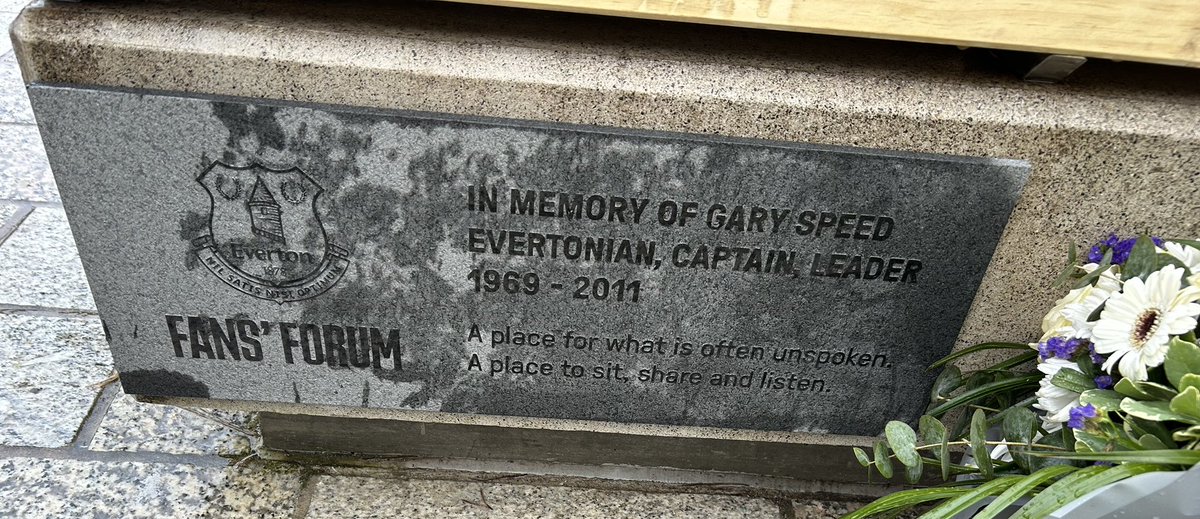 Everton
1878
NIL SATIS NISI OPTIMUM
FANS' FORUM
IN MEMORY OF GARY SPEED
EVERTONIAN, CAPTAIN, LEADER
1969 - 2011
A place for what is often unspoken.
A place to sit, share and listen.